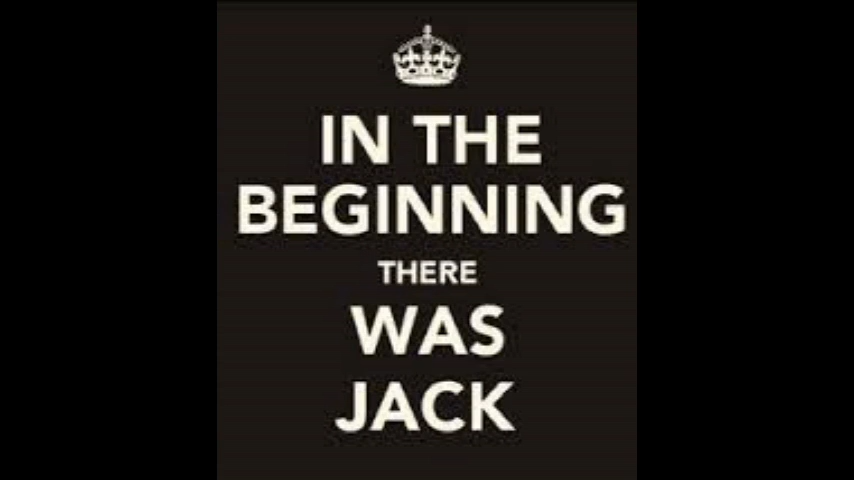 IN THE
BEGINNING
THERE
WAS
JACK